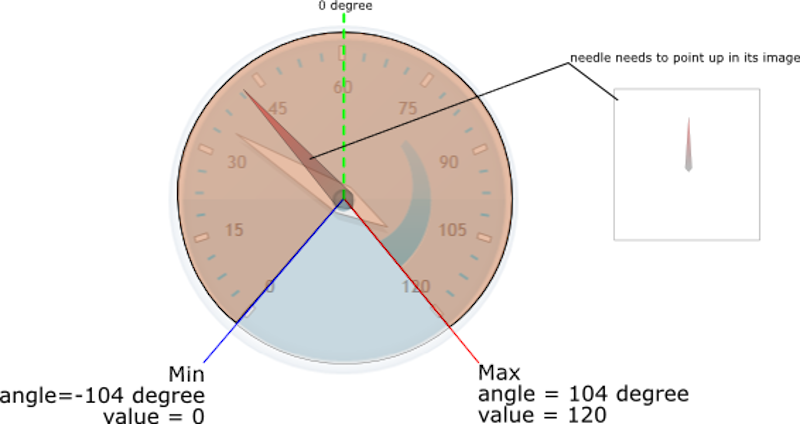 0 degree
needle needs to point up in its image
60
45
75
30
90
15
105
0
120
Min
angle=-104 degree
value = 0
Max
angle = 104 degree
value = 120